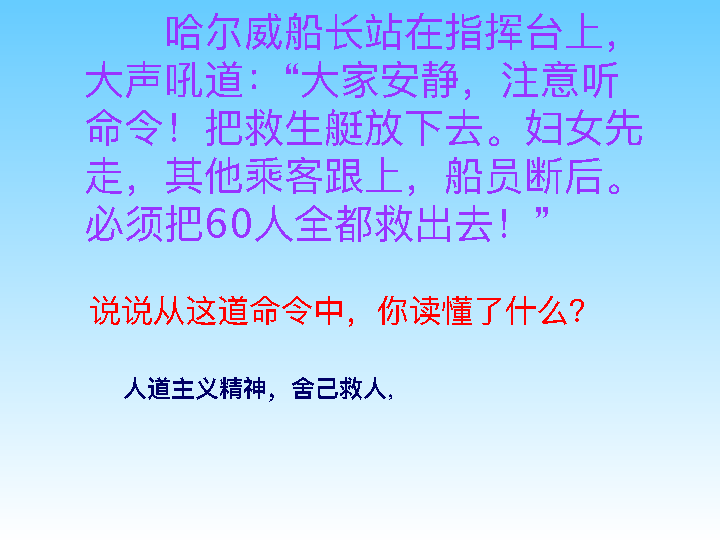 哈尔威船长站在指挥台上，
大声吼道：“大家安静，注意听
命令！把救生艇放下去。妇女先
走，其他乘客跟上，船员断后。
必须把60人全都救出去！”
说说从这道命令中，你读懂了什么？
人道主义精神，舍己救人，